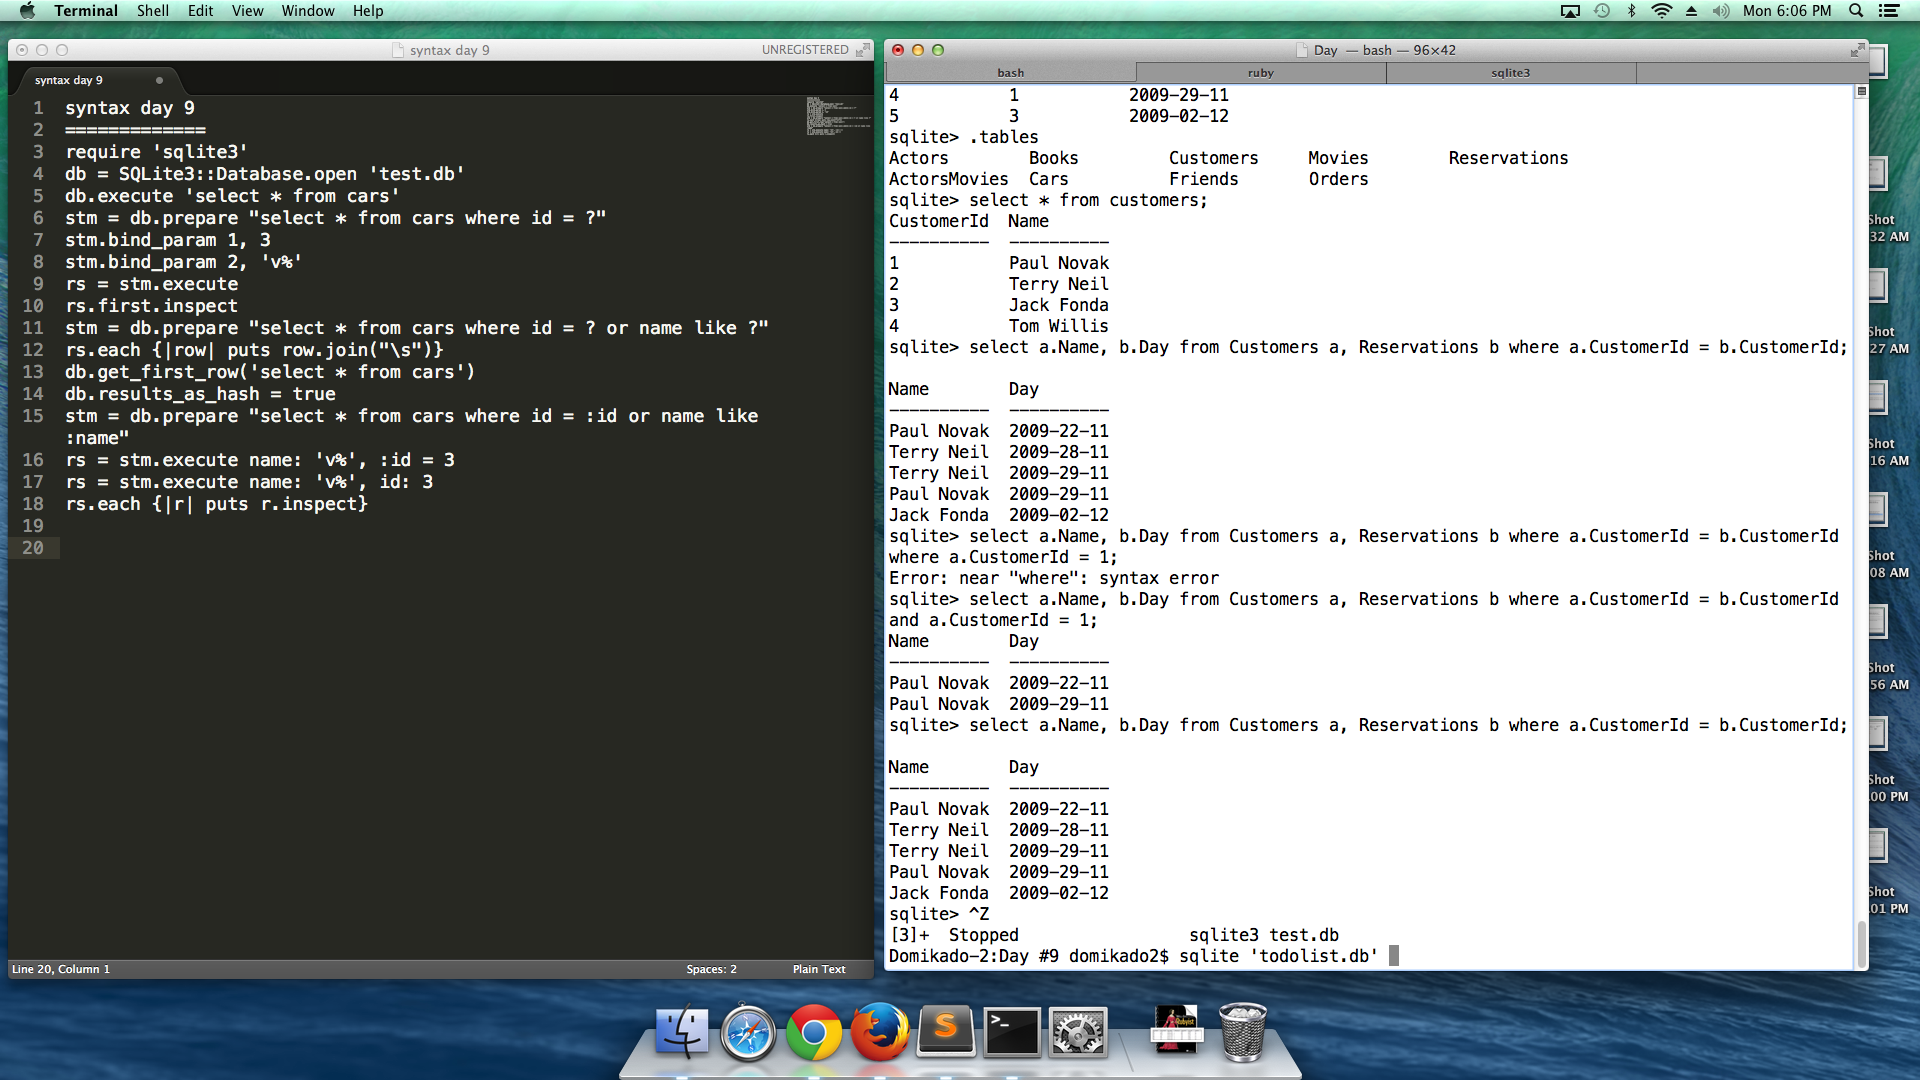 Terminal Shell Edit View Window Help Mon 6:06 PM
syntax day 9 UNREGISTERED
syntax day 9
1 syntax day 9
2 =============
3 require 'sqlite3'
4 db = SQLite3::Database.open 'test.db'
5 db.execute 'select * from cars'
6 stm = db.prepare "select * from cars where id = ?"
7 stm.bind_param 1, 3
8 stm.bind_param 2, 'v%'
9 rs = stm.execute
10 rs.first.inspect
11 stm = db.prepare "select * from cars where id = ? or name like ?"
12 rs.each {|row| puts row.join("\s")}
13 db.get_first_row('select * from cars')
14 db.results_as_hash = true
15 stm = db.prepare "select * from cars where id = :id or name like
:name"
16 rs = stm.execute name: 'v%', :id = 3
17 rs = stm.execute name: 'v%', id: 3
18 rs.each {|r| puts r.inspect}
19
20
Line 20, Column 1 Spaces: 2 Plain Text
Day — bash — 96×42
bash ruby sqlite3
4 1 2009-29-11
5 3 2009-02-12
sqlite> .tables
Actors Books Customers Movies Reservations
ActorsMovies Cars Friends Orders
sqlite> select * from customers;
CustomerId Name
---------- ----------
1 Paul Novak
2 Terry Neil
3 Jack Fonda
4 Tom Willis
sqlite> select a.Name, b.Day from Customers a, Reservations b where a.CustomerId = b.CustomerId;
Name Day
---------- ----------
Paul Novak 2009-22-11
Terry Neil 2009-28-11
Terry Neil 2009-29-11
Paul Novak 2009-29-11
Jack Fonda 2009-02-12
sqlite> select a.Name, b.Day from Customers a, Reservations b where a.CustomerId = b.CustomerId
where a.CustomerId = 1;
Error: near "where": syntax error
sqlite> select a.Name, b.Day from Customers a, Reservations b where a.CustomerId = b.CustomerId
and a.CustomerId = 1;
Name Day
---------- ----------
Paul Novak 2009-22-11
Paul Novak 2009-29-11
sqlite> select a.Name, b.Day from Customers a, Reservations b where a.CustomerId = b.CustomerId;
Name Day
---------- ----------
Paul Novak 2009-22-11
Terry Neil 2009-28-11
Terry Neil 2009-29-11
Paul Novak 2009-29-11
Jack Fonda 2009-02-12
sqlite> ^Z
[3]+ Stopped sqlite3 test.db
Domikado-2:Day #9 domikado2$ sqlite 'todolist.db'
Shot
32 AM
Shot
27 AM
Shot
16 AM
Shot
08 AM
Shot
56 AM
Shot
00 PM
Shot
01 PM